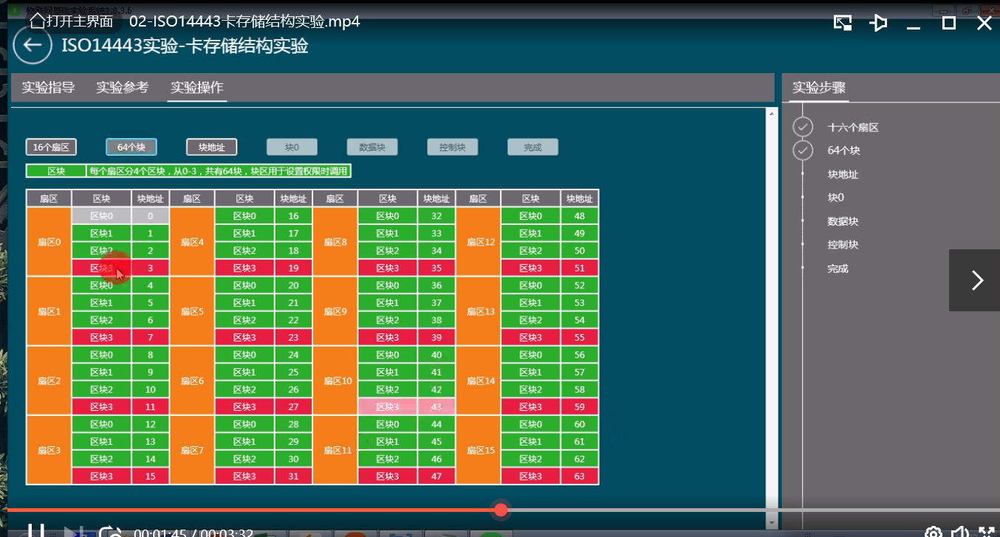 物联网基础实验系统1.0.3.6
打开主界面 02-ISO14443卡存储结构实验.mp4
ISO14443实验-卡存储结构实验
实验指导 实验参考 实验操作
16个扇区 64个块 块地址 块0 数据块 控制块 完成
区块 每个扇区分4个区块，从0-3，共有64块，块区用于设置权限时调用
扇区 区块 块地址 扇区 区块 块地址 扇区 区块 块地址 扇区 区块 块地址
区块0 0 区块0 16 区块0 32 区块0 48
扇区0 区块1 1 扇区4 区块1 17 扇区8 区块1 33 扇区12 区块1 49
区块2 2 区块2 18 区块2 34 区块2 50
区块3 3 区块3 19 区块3 35 区块3 51
区块0 4 区块0 20 区块0 36 区块0 52
扇区1 区块1 5 扇区5 区块1 21 扇区9 区块1 37 扇区13 区块1 53
区块2 6 区块2 22 区块2 38 区块2 54
区块3 7 区块3 23 区块3 39 区块3 55
区块0 8 区块0 24 区块0 40 区块0 56
扇区2 区块1 9 扇区6 区块1 25 扇区10 区块1 41 扇区14 区块1 57
区块2 10 区块2 26 区块2 42 区块2 58
区块3 11 区块3 27 区块3 43 区块3 59
区块0 12 区块0 28 区块0 44 区块0 60
扇区3 区块1 13 扇区7 区块1 29 扇区11 区块1 45 扇区15 区块1 61
区块2 14 区块2 30 区块2 46 区块2 62
区块3 15 区块3 31 区块3 47 区块3 63
实验步骤
十六个扇区
64个块
块地址
块0
数据块
控制块
完成
00:01:45 / 00:03:32